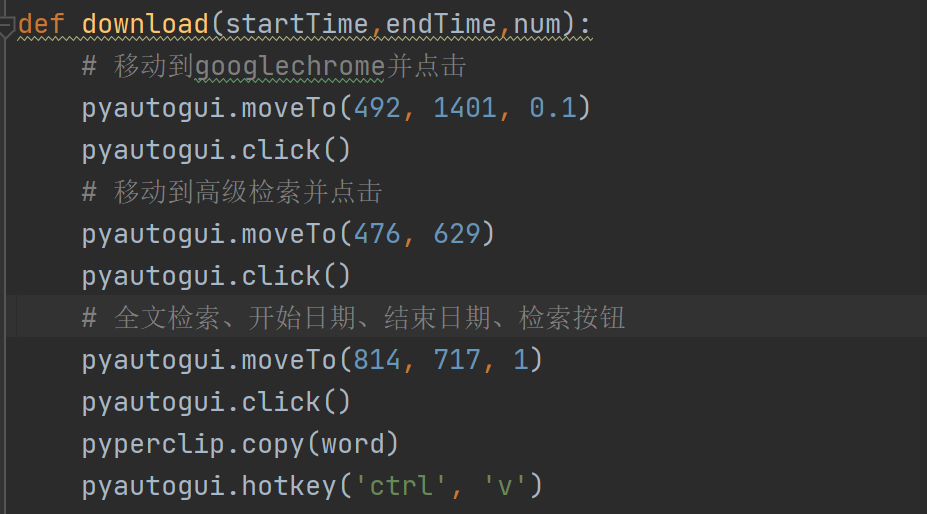 def download(startTime,endTime,num):
# 移动到googlechrome并点击
pyautogui.moveTo(492, 1401, 0.1)
pyautogui.click()
# 移动到高级检索并点击
pyautogui.moveTo(476, 629)
pyautogui.click()
# 全文检索、开始日期、结束日期、检索按钮
pyautogui.moveTo(814, 717, 1)
pyautogui.click()
pyperclip.copy(word)
pyautogui.hotkey('ctrl', 'v')